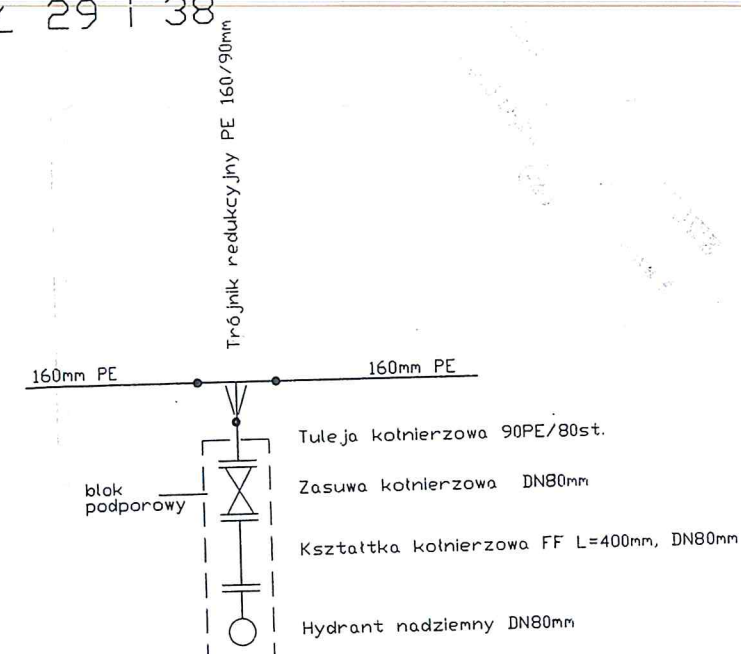 29 i 38
Trójnik redukcyjny PE 160/90mm
160mm PE
160mm PE
Tuleja kołnierzowa 90PE/80st.
blok
podporowy
Zasuwa kołnierzowa DN80mm
Kształtka kołnierzowa FF L=400mm, DN80mm
Hydrant nadziemny DN80mm